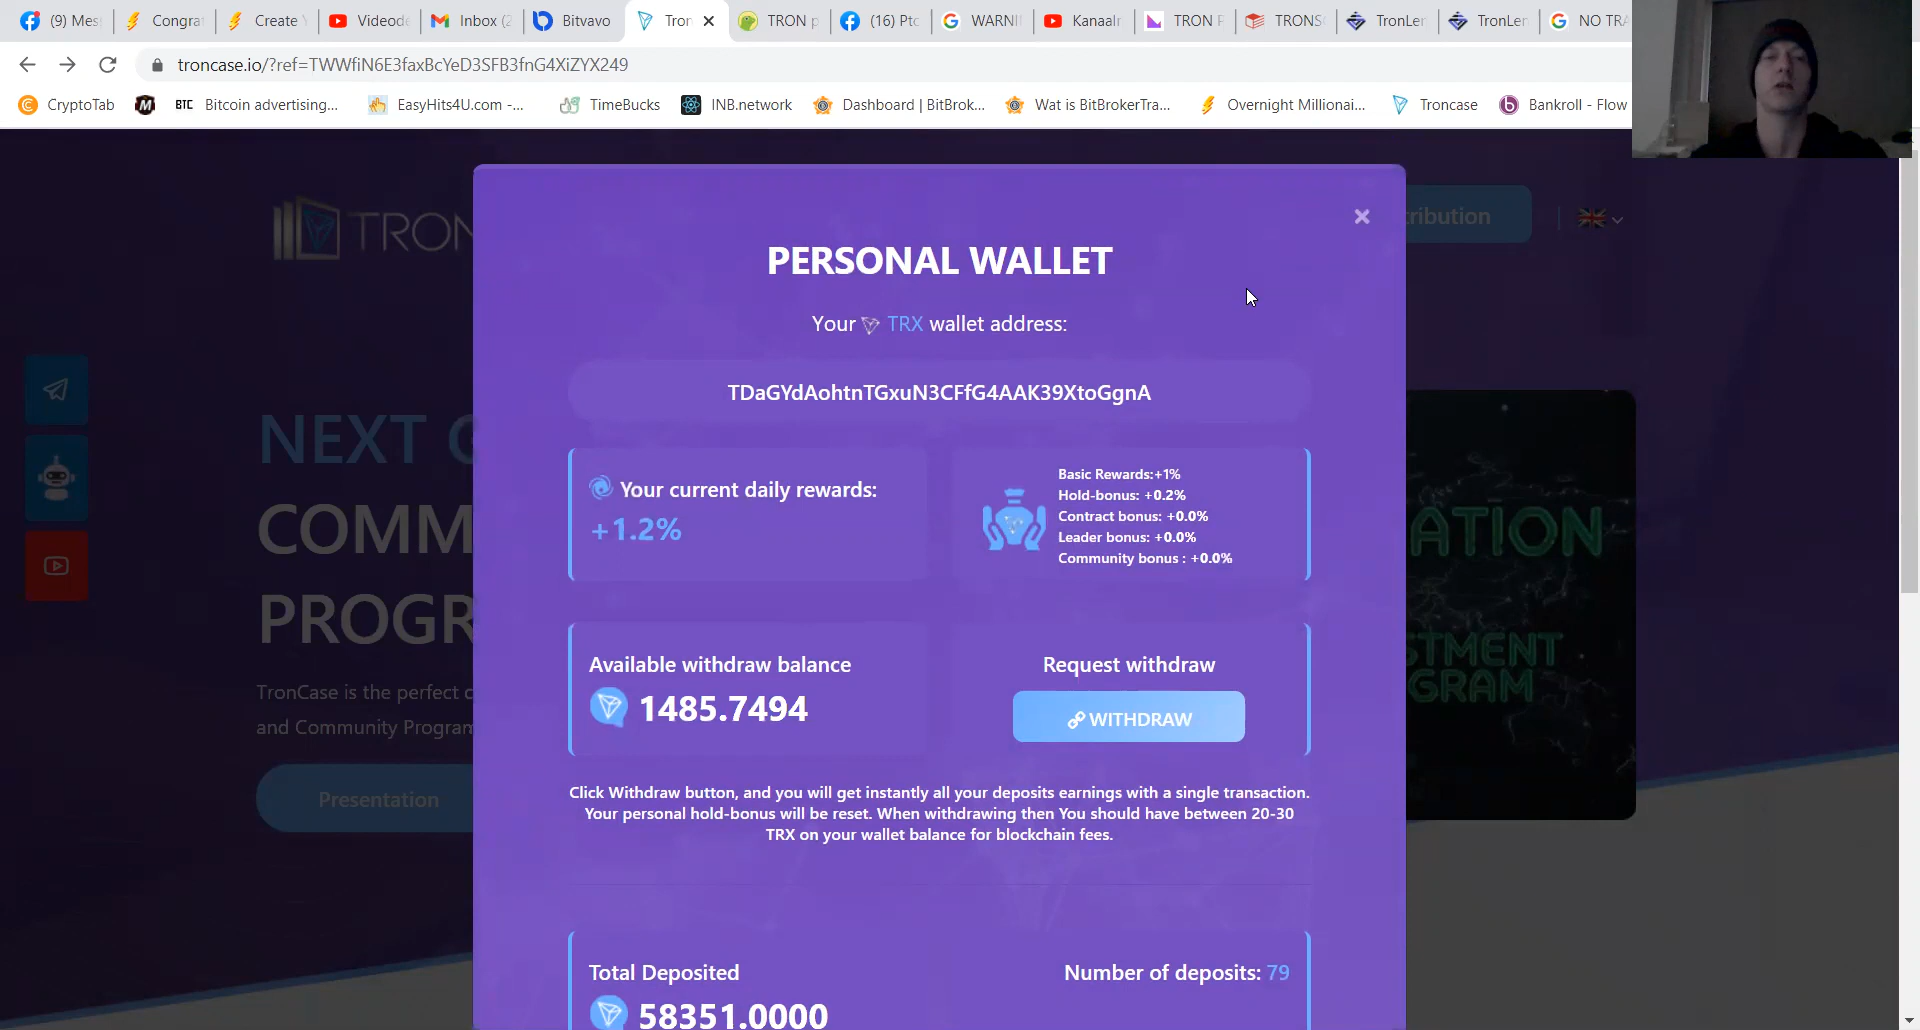 (9) Mes
Congra
Create
Videod
Inbox (2
Bitvavo
Tron
TRON p
(16) Ptc
WARNI
Kanaalr
TRON F
TRONS
TronLen
TronLen
NO TRA
troncase.io/?ref=TWWfiN6E3faxBcYeD3SFB3fnG4XiZYX249
CryptoTab
BTC Bitcoin advertising...
EasyHits4U.com -...
TimeBucks
INB.network
Dashboard | BitBrok...
Wat is BitBrokerTra...
Overnight Millionai...
Troncase
Bankroll - Flow
TRON
tribution
PERSONAL WALLET
Your TRX wallet address:
TDaGYdAohtnTGxuN3CFfG4AAK39XtoGgnA
Your current daily rewards:
+1.2%
Basic Rewards:+1%
Hold-bonus: +0.2%
Contract bonus: +0.0%
Leader bonus: +0.0%
Community bonus : +0.0%
Available withdraw balance
1485.7494
Request withdraw
WITHDRAW
Click Withdraw button, and you will get instantly all your deposits earnings with a single transaction.
Your personal hold-bonus will be reset. When withdrawing then You should have between 20-30
TRX on your wallet balance for blockchain fees.
Total Deposited
58351.0000
Number of deposits: 79
NEXT G
COMM
PROGR
TronCase is the perfect c
and Community Program
Presentation
ATION
STMENT
GRAM